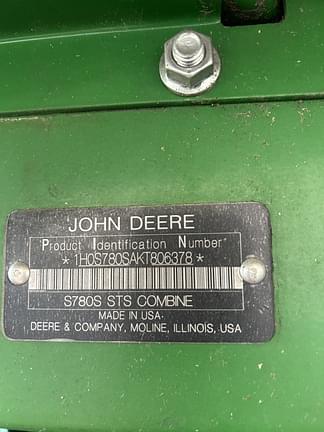 JOHN DEERE
Product Identification Number
* 1H0S780SAKT806378 *
S780S STS COMBINE
MADE IN USA
DEERE & COMPANY, MOLINE, ILLINOIS, USA